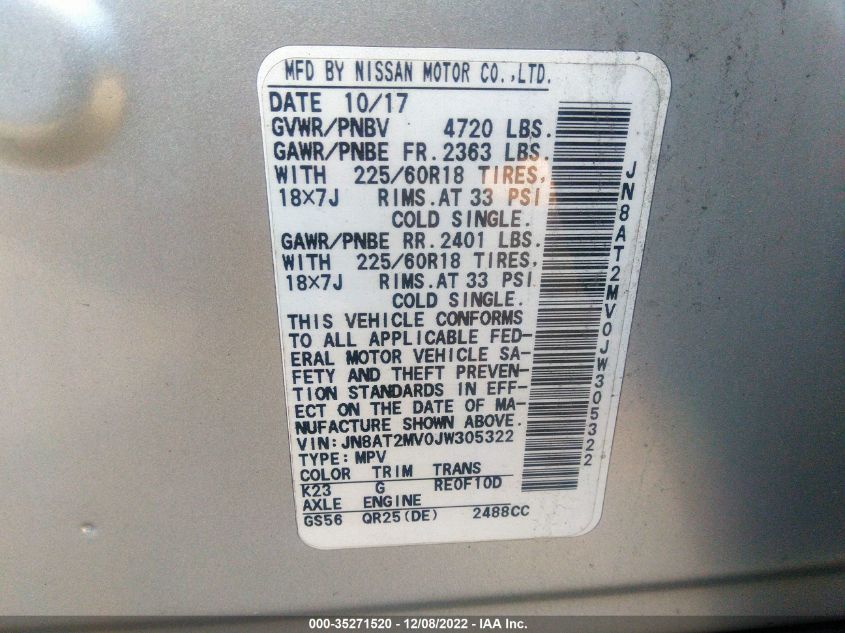 MFD BY NISSAN MOTOR CO.,LTD.
DATE 10/17
GVWR/PNBV 4720 LBS.
GAWR/PNBE FR. 2363 LBS.
WITH 225/60R18 TIRES,
18×7J RIMS. AT 33 PSI
COLD SINGLE.
GAWR/PNBE RR. 2401 LBS.
WITH 225/60R18 TIRES,
18×7J RIMS. AT 33 PSI
COLD SINGLE.
THIS VEHICLE CONFORMS
TO ALL APPLICABLE FED-
ERAL MOTOR VEHICLE SA-
FETY AND THEFT PREVEN-
TION STANDARDS IN EFF-
ECT ON THE DATE OF MA-
NUFACTURE SHOWN ABOVE.
VIN:JN8AT2MV0JW305322
TYPE:MPV
COLOR TRIM TRANS
K23 G RE0F10D
AXLE ENGINE
GS56 QR25(DE) 2488CC
JN8AT2MV0JW305322
000-35271520 - 12/08/2022 - IAA Inc.